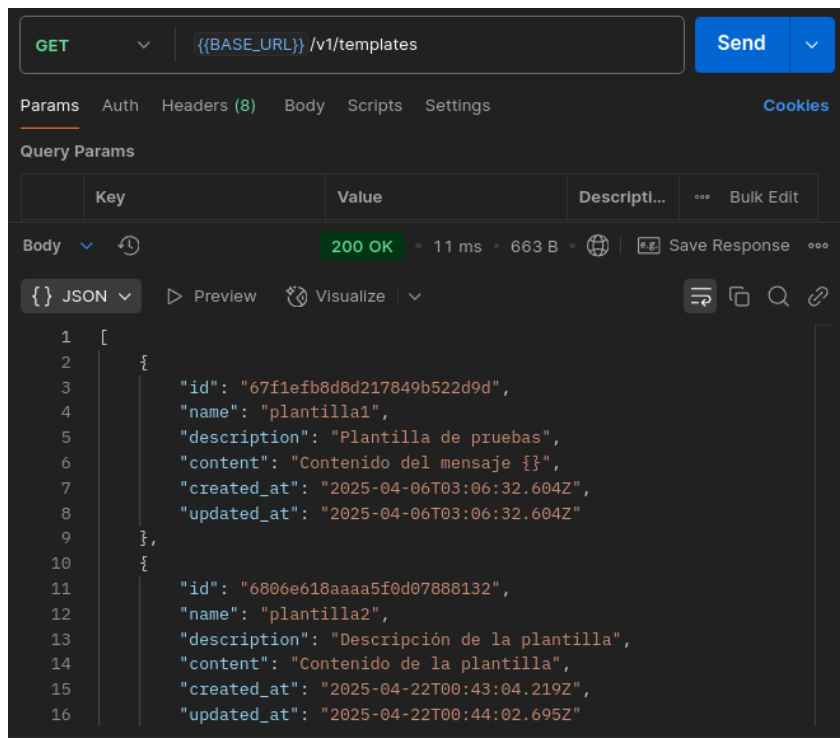 GET {{BASE_URL}} /v1/templates Send
Params Auth Headers (8) Body Scripts Settings Cookies
Query Params
Key Value Descripti... Bulk Edit
Body 200 OK • 11 ms • 663 B • e.g. Save Response
{} JSON Preview Visualize
1 [
2 {
3 "id": "67f1efb8d8d217849b522d9d",
4 "name": "plantilla1",
5 "description": "Plantilla de pruebas",
6 "content": "Contenido del mensaje {}",
7 "created_at": "2025-04-06T03:06:32.604Z",
8 "updated_at": "2025-04-06T03:06:32.604Z"
9 },
10 {
11 "id": "6806e618aaaa5f0d07888132",
12 "name": "plantilla2",
13 "description": "Descripción de la plantilla",
14 "content": "Contenido de la plantilla",
15 "created_at": "2025-04-22T00:43:04.219Z",
16 "updated_at": "2025-04-22T00:44:02.695Z"